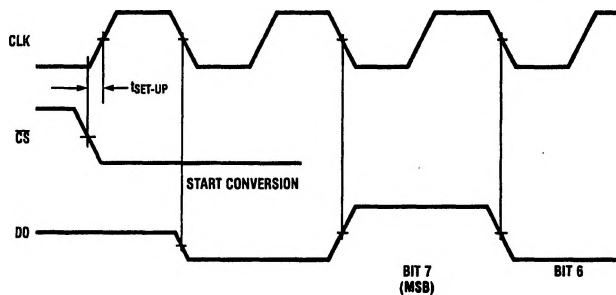 CLK
tSET-UP
CS
START CONVERSION
DO
BIT 7
(MSB)
BIT 6